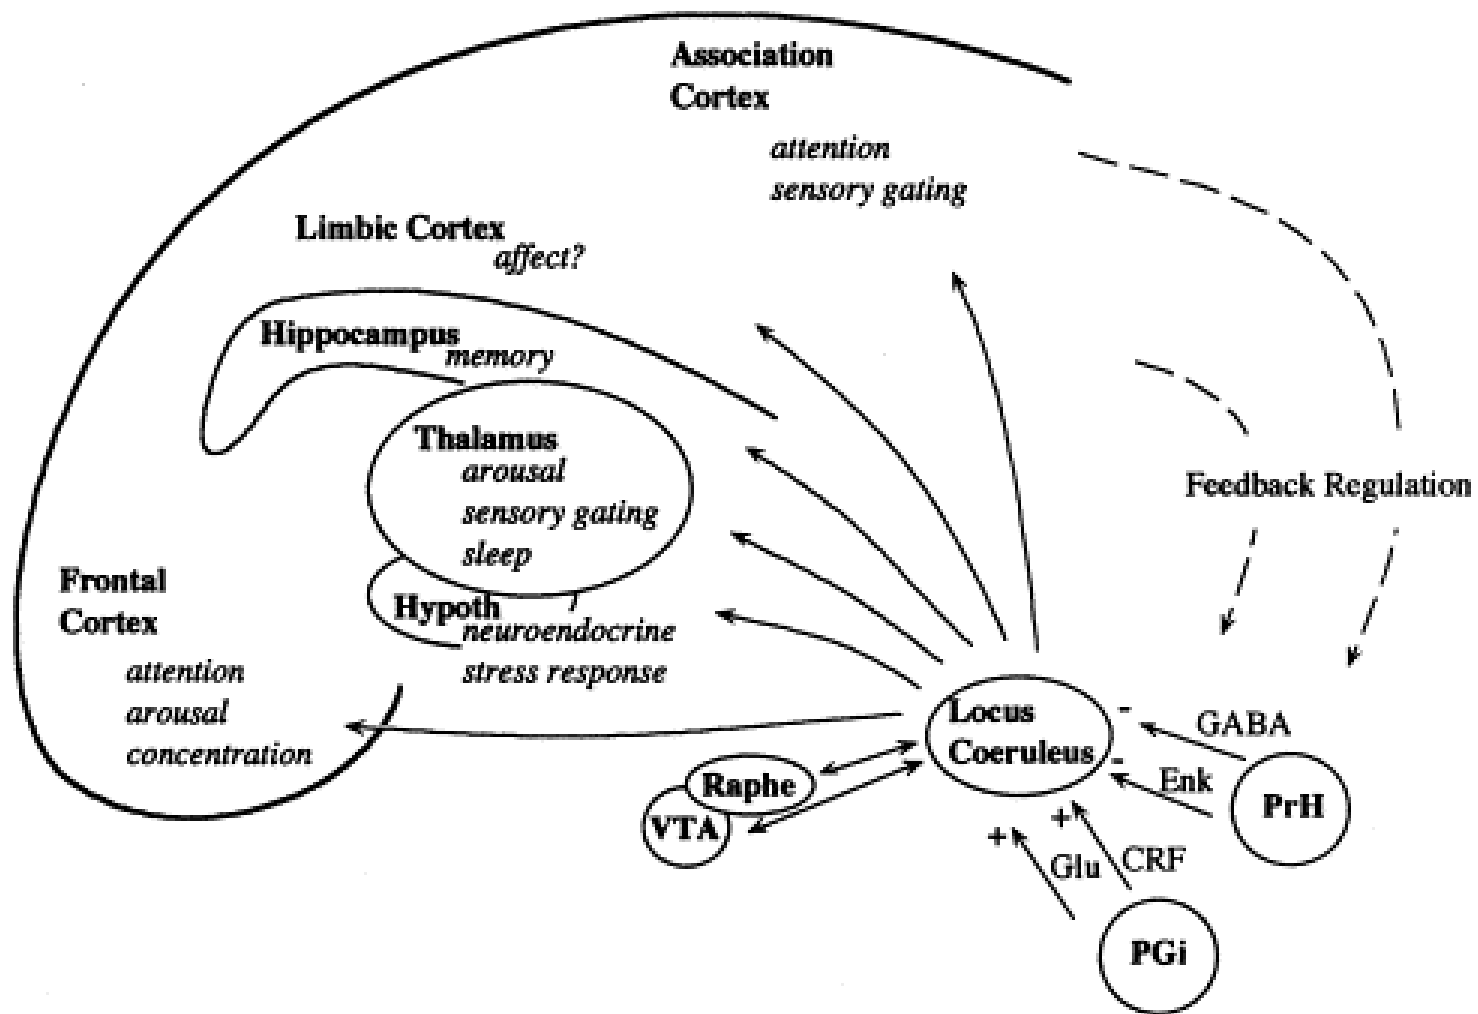 Association
Cortex
attention
sensory gating
Limbic Cortex
affect?
Hippocampus
memory
Thalamus
arousal
sensory gating
sleep
Feedback Regulation
Frontal
Cortex
Hypoth
neuroendocrine
stress response
attention
arousal
concentration
Locus
Coeruleus
-
GABA
-
Enk
PrH
Raphe
VTA
+
+
Glu
CRF
PGi